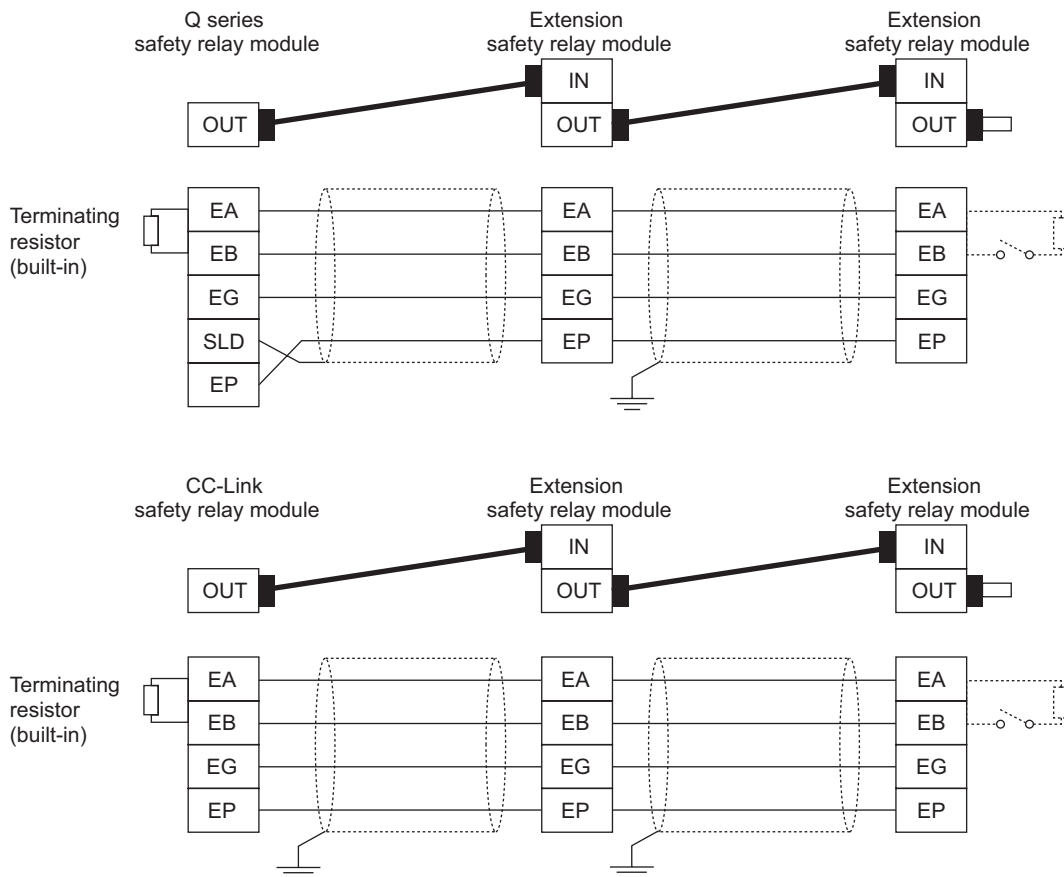 Q series
safety relay module
Extension
safety relay module
Extension
safety relay module
IN
IN
OUT
OUT
OUT
Terminating
resistor
(built-in)
EA
EA
EA
EB
EB
EB
EG
EG
EG
SLD
EP
EP
EP
CC-Link
safety relay module
Extension
safety relay module
Extension
safety relay module
IN
IN
OUT
OUT
OUT
Terminating
resistor
(built-in)
EA
EA
EA
EB
EB
EB
EG
EG
EG
EP
EP
EP